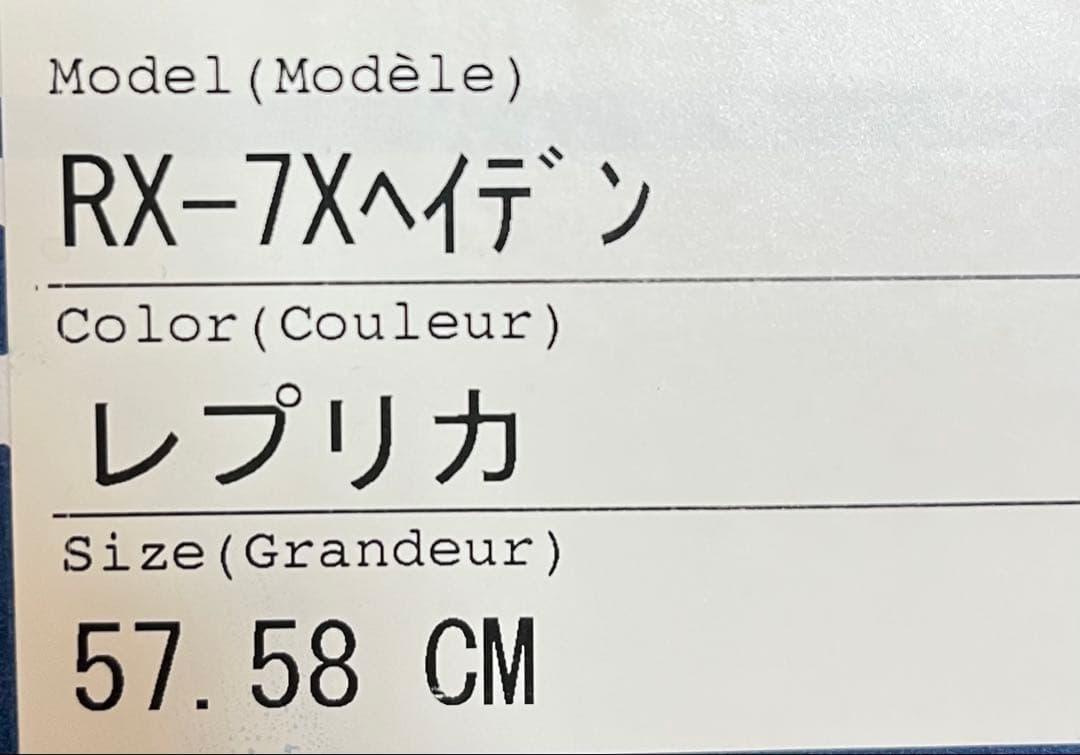 Model(Modèle)
RX-7Xﾍｲﾃﾞﾝ
Color(Couleur)
レプリカ
Size(Grandeur)
57.58 CM